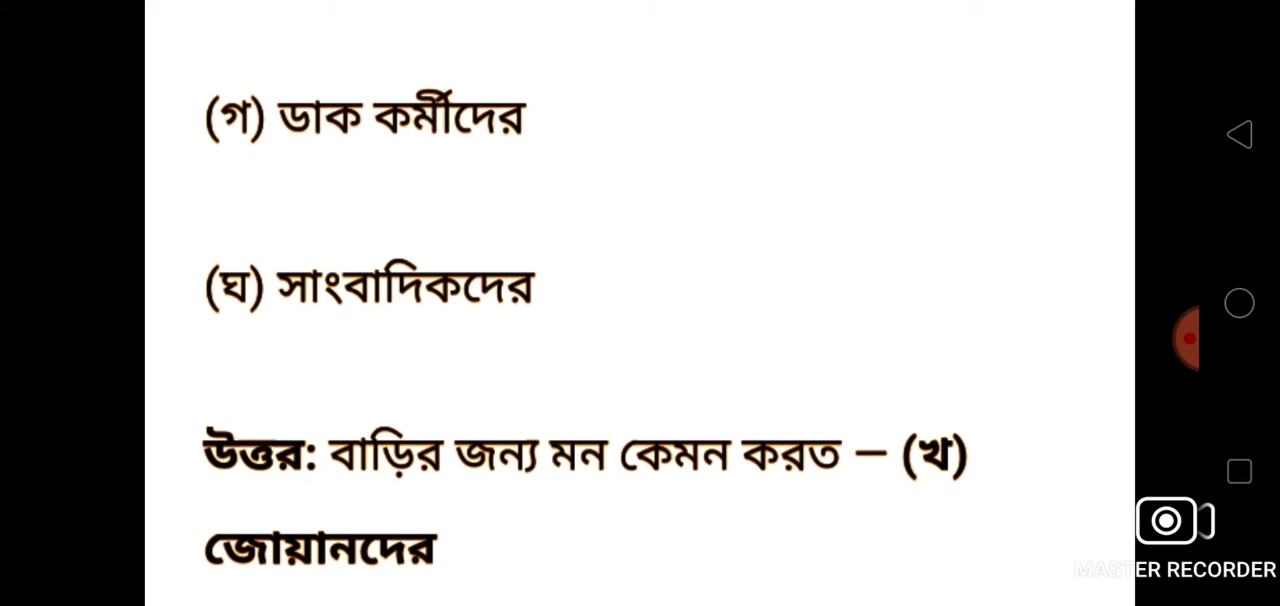 (গ) ডাক কর্মীদের
(ঘ) সাংবাদিকদের
উত্তর: বাড়ির জন্য মন কেমন করত – (খ)
জোয়ানদের
MASTER RECORDER